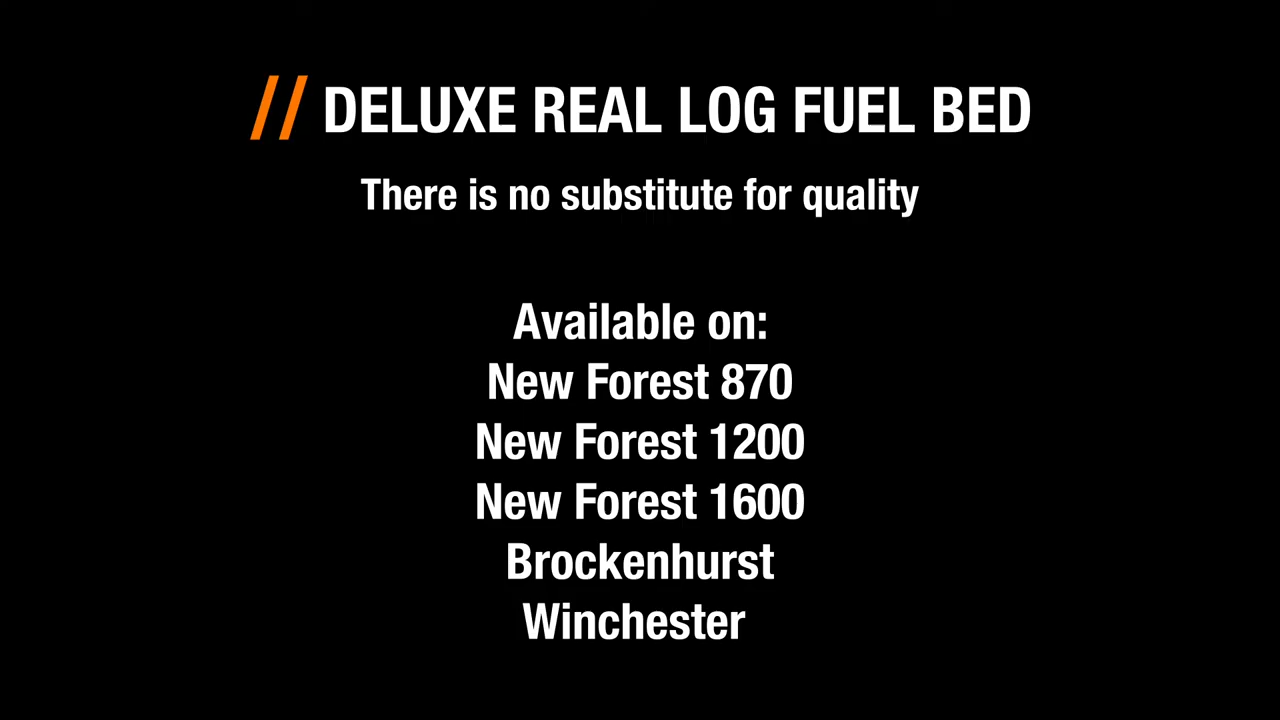 // DELUXE REAL LOG FUEL BED
There is no substitute for quality
Available on:
New Forest 870
New Forest 1200
New Forest 1600
Brockenhurst
Winchester